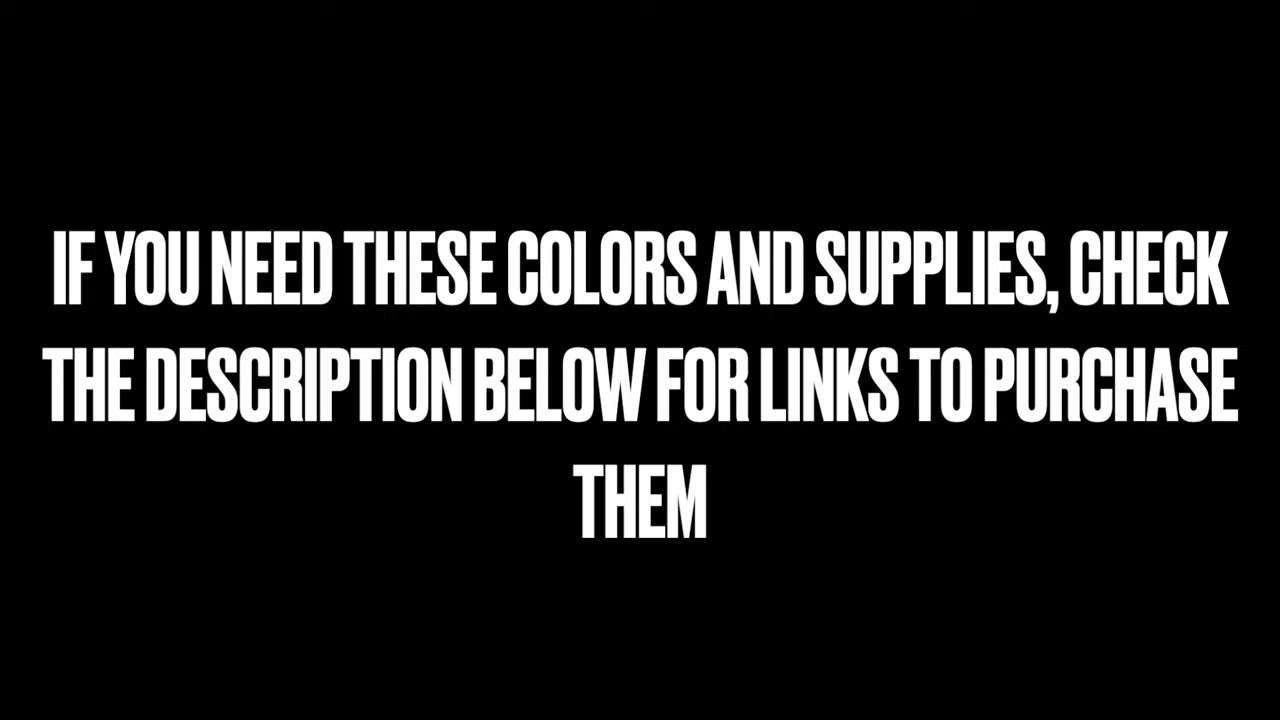 IF YOU NEED THESE COLORS AND SUPPLIES, CHECK
THE DESCRIPTION BELOW FOR LINKS TO PURCHASE
THEM